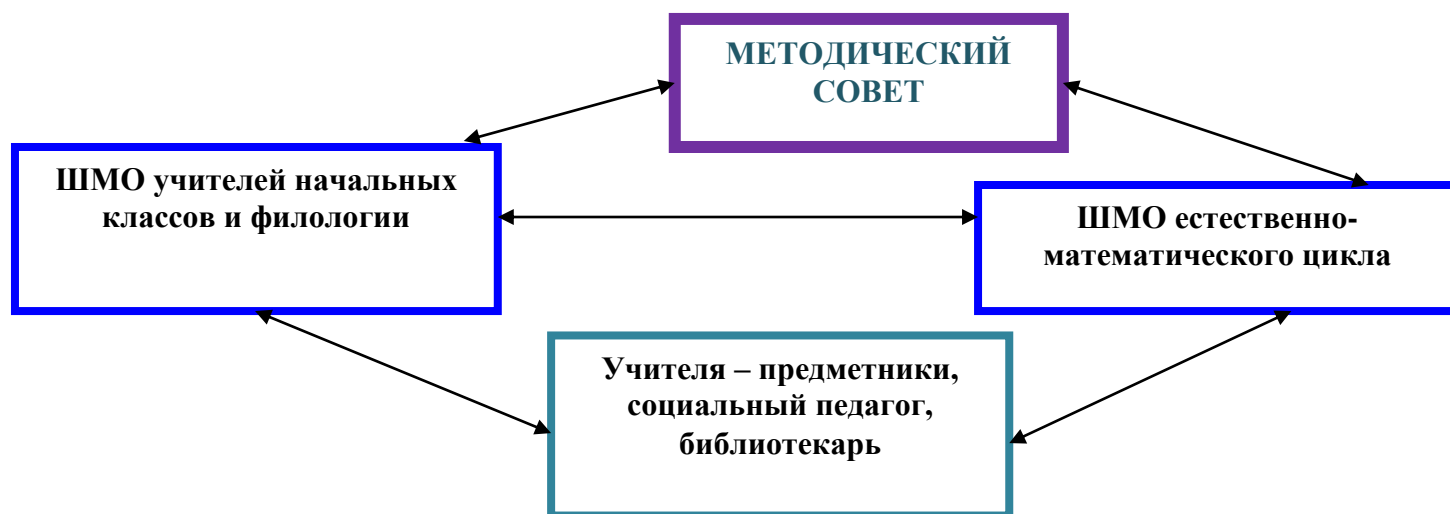 МЕТОДИЧЕСКИЙ
СОВЕТ
ШМО учителей начальных
классов и филологии
ШМО естественно-
математического цикла
Учителя – предметники,
социальный педагог,
библиотекарь